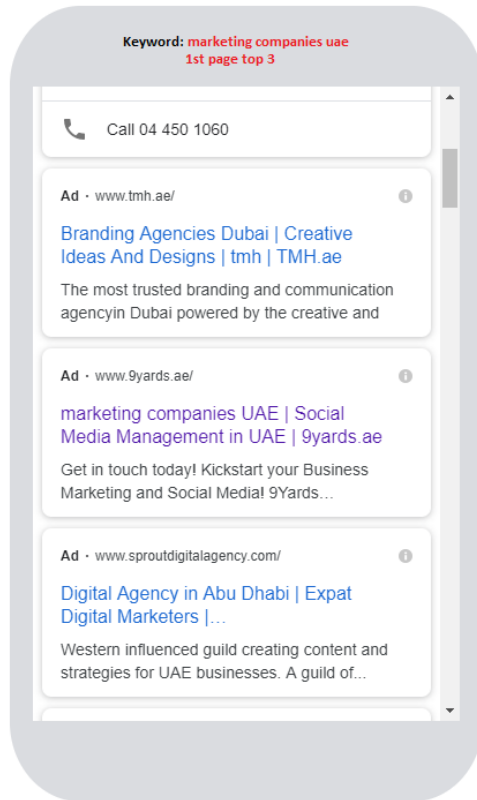 Keyword: marketing companies uae
1st page top 3
Call 04 450 1060
Ad · www.tmh.ae/
Branding Agencies Dubai | Creative
Ideas And Designs | tmh | TMH.ae
The most trusted branding and communication
agencyin Dubai powered by the creative and
Ad · www.9yards.ae/
marketing companies UAE | Social
Media Management in UAE | 9yards.ae
Get in touch today! Kickstart your Business
Marketing and Social Media! 9Yards...
Ad · www.sproutdigitalagency.com/
Digital Agency in Abu Dhabi | Expat
Digital Marketers |...
Western influenced guild creating content and
strategies for UAE businesses. A guild of...